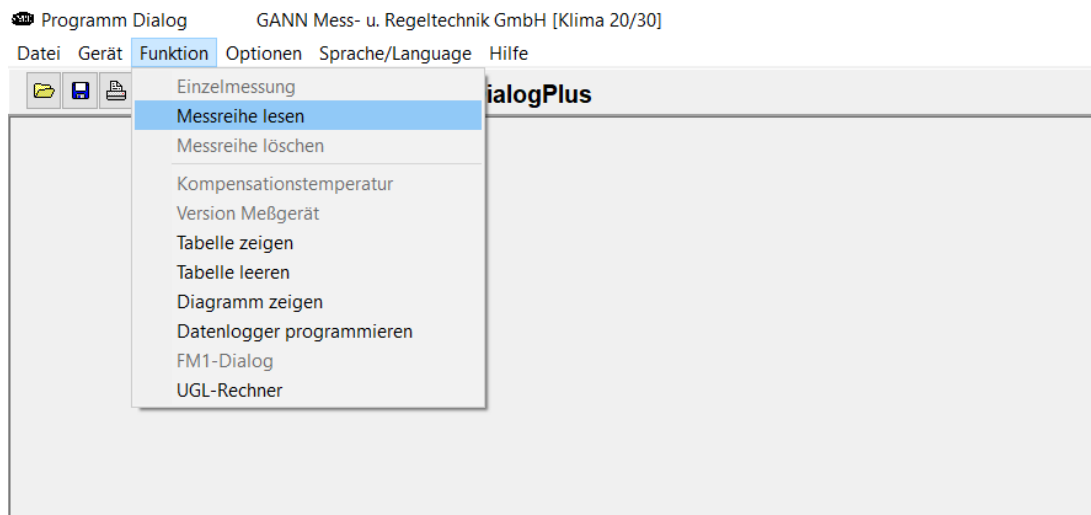 Programm Dialog GANN Mess- u. Regeltechnik GmbH [Klima 20/30]
Datei Gerät Funktion Optionen Sprache/Language Hilfe
ialogPlus
Einzelmessung
Messreihe lesen
Messreihe löschen
Kompensationstemperatur
Version Meßgerät
Tabelle zeigen
Tabelle leeren
Diagramm zeigen
Datenlogger programmieren
FM1-Dialog
UGL-Rechner